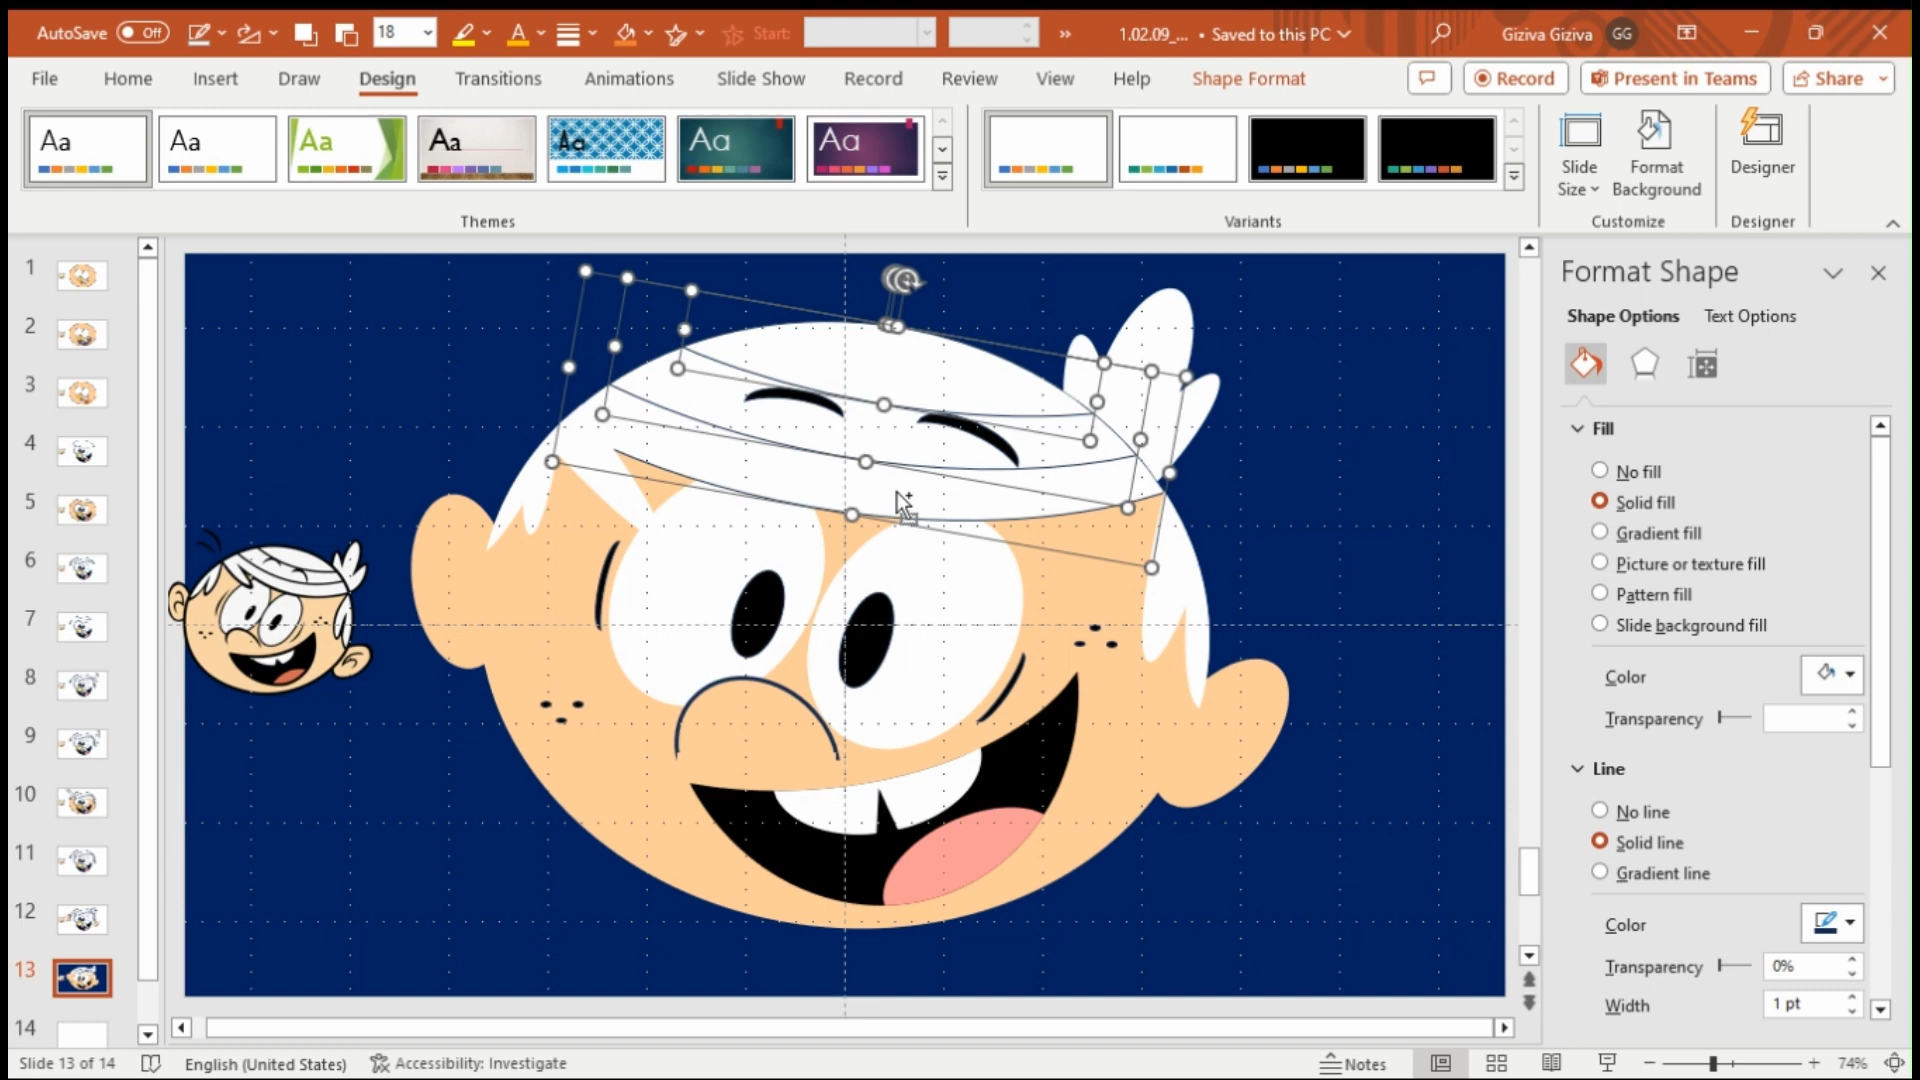 AutoSave Off 18 Start: 1.02.09_... • Saved to this PC Giziva Giziva GG
File Home Insert Draw Design Transitions Animations Slide Show Record Review View Help Shape Format Record Present in Teams Share
Aa Aa Aa Aa Aa Aa Aa
Slide Size Format Background Designer
Themes Variants Customize Designer
Format Shape
Shape Options Text Options
Fill
No fill
Solid fill
Gradient fill
Picture or texture fill
Pattern fill
Slide background fill
Color
Transparency
Line
No line
Solid line
Gradient line
Color
Transparency 0%
Width 1 pt
1
2
3
4
5
6
7
8
9
10
11
12
13
14
Slide 13 of 14 English (United States) Accessibility: Investigate Notes 74%